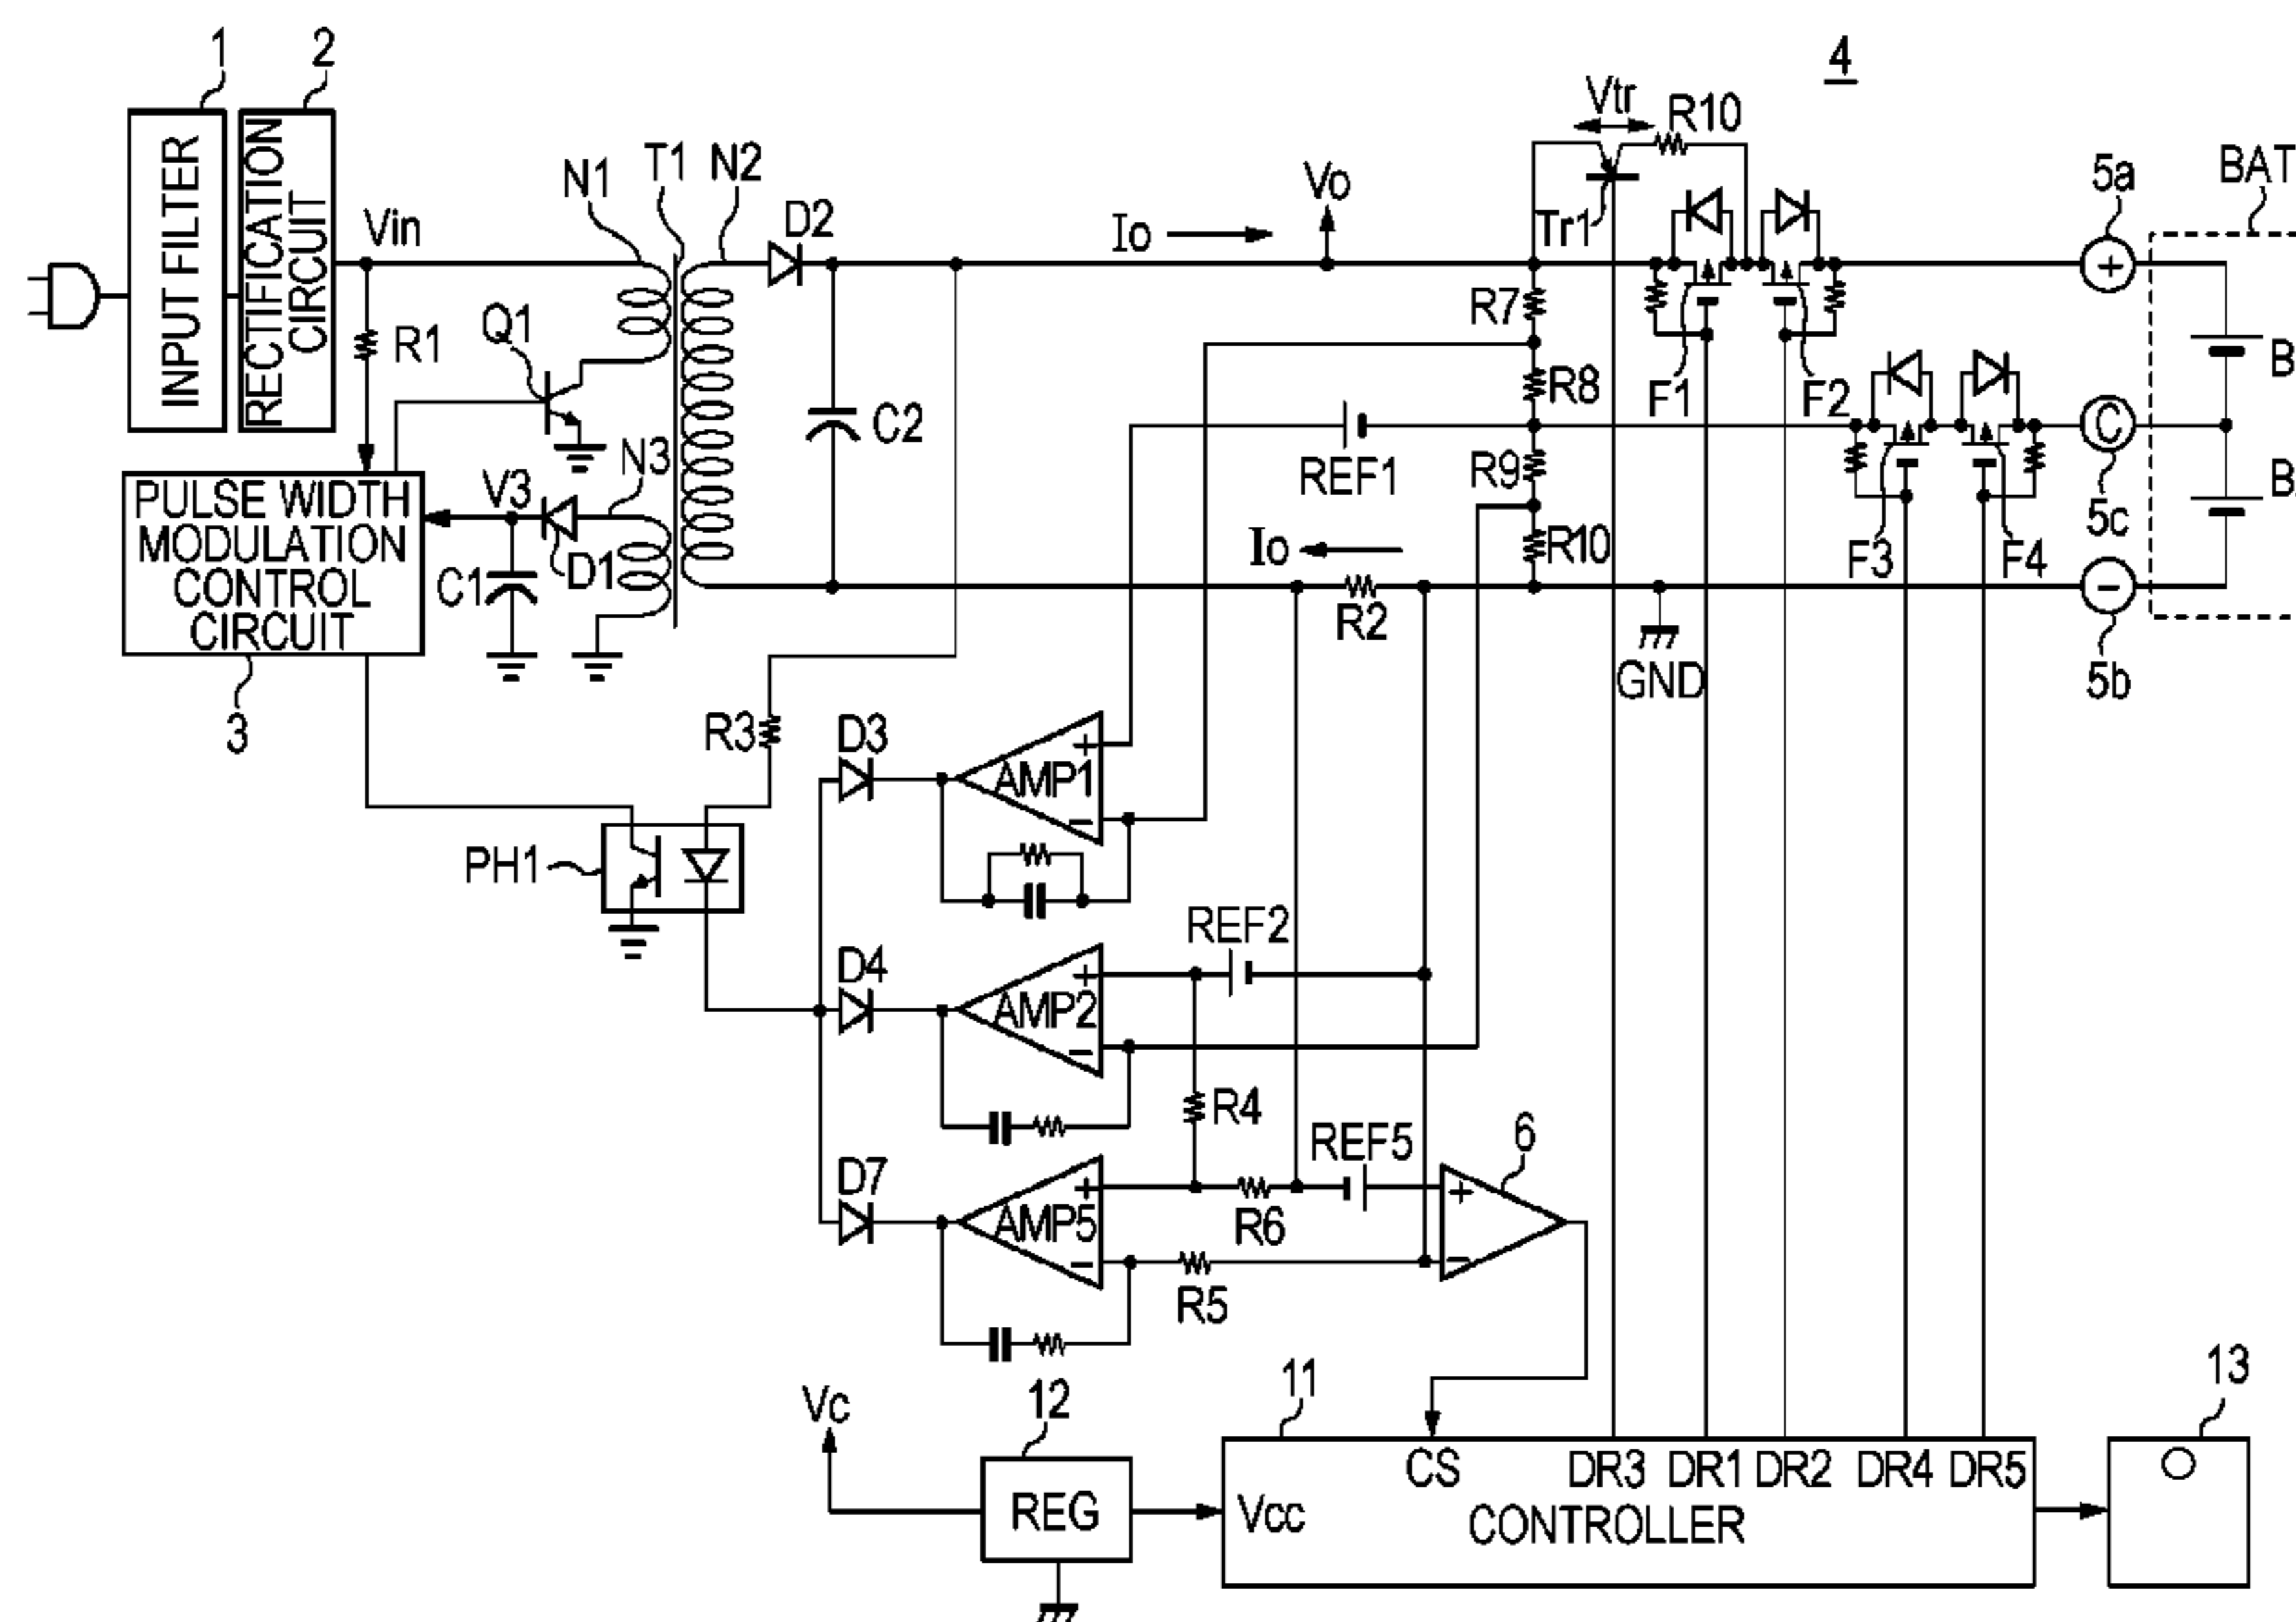 4
1
2
INPUT FILTER
RECTIFICATION
CIRCUIT
Vin
N1
T1
N2
D2
Io
Vo
Vtr
R10
Tr1
5a
BAT
+
R1
Q1
C2
R7
R8
F1
F2
REF1
R9
C
5c
B
B
PULSE WIDTH
MODULATION
CONTROL
CIRCUIT
3
V3
N3
C1
D1
Io
R10
R2
F3
F4
GND
-
5b
R3
D3
+
AMP1
-
PH1
REF2
D4
+
AMP2
-
R4
REF5
6
D7
+
AMP5
-
R6
+
-
R5
Vc
12
REG
11
CS
DR3
DR1
DR2
DR4
DR5
Vcc
CONTROLLER
13